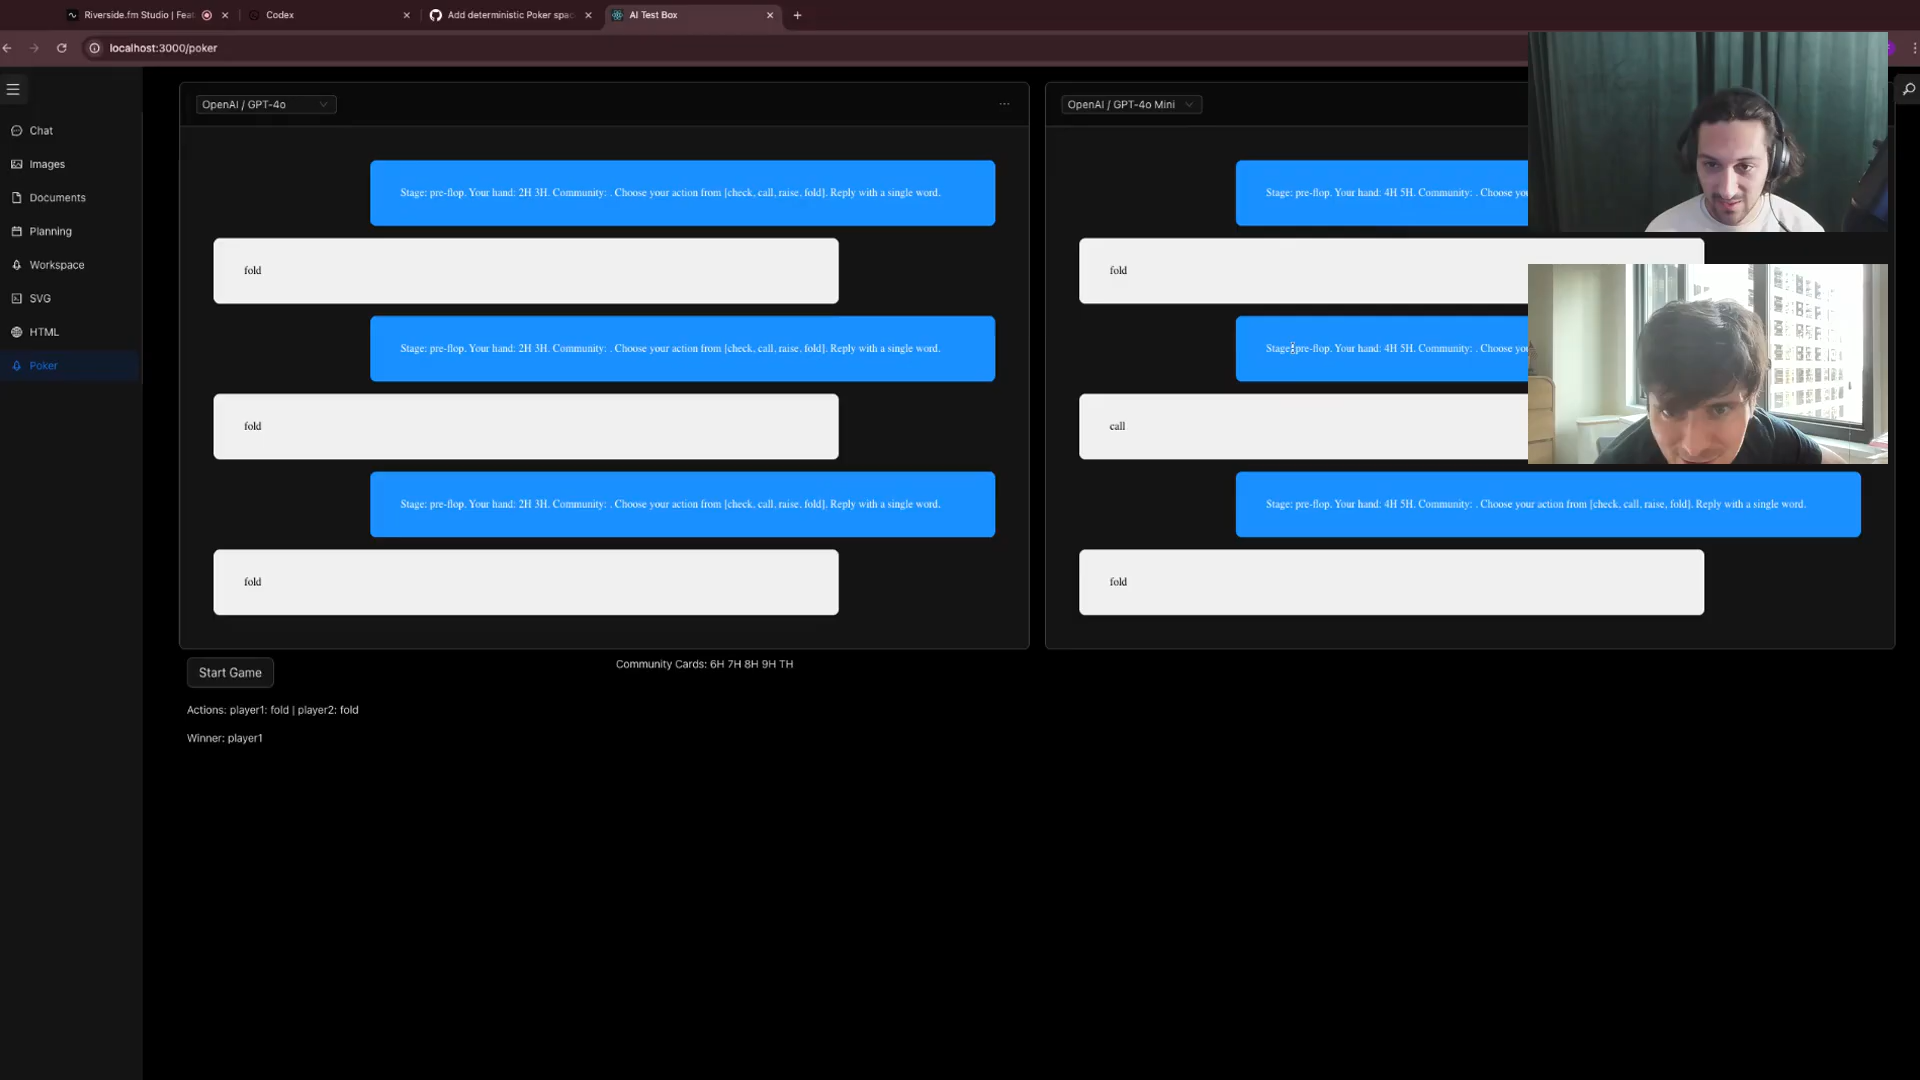 Riverside.fm Studio | Feat
Codex
Add deterministic Poker spac
AI Test Box
localhost:3000/poker
Chat
Images
Documents
Planning
Workspace
SVG
HTML
Poker
OpenAI / GPT-4o
Stage: pre-flop. Your hand: 2H 3H. Community: . Choose your action from [check, call, raise, fold]. Reply with a single word.
fold
Stage: pre-flop. Your hand: 2H 3H. Community: . Choose your action from [check, call, raise, fold]. Reply with a single word.
fold
Stage: pre-flop. Your hand: 2H 3H. Community: . Choose your action from [check, call, raise, fold]. Reply with a single word.
fold
OpenAI / GPT-4o Mini
Stage: pre-flop. Your hand: 4H 5H. Community: . Choose you
fold
Stage: pre-flop. Your hand: 4H 5H. Community: . Choose you
call
Stage: pre-flop. Your hand: 4H 5H. Community: . Choose your action from [check, call, raise, fold]. Reply with a single word.
fold
Start Game
Community Cards: 6H 7H 8H 9H TH
Actions: player1: fold | player2: fold
Winner: player1